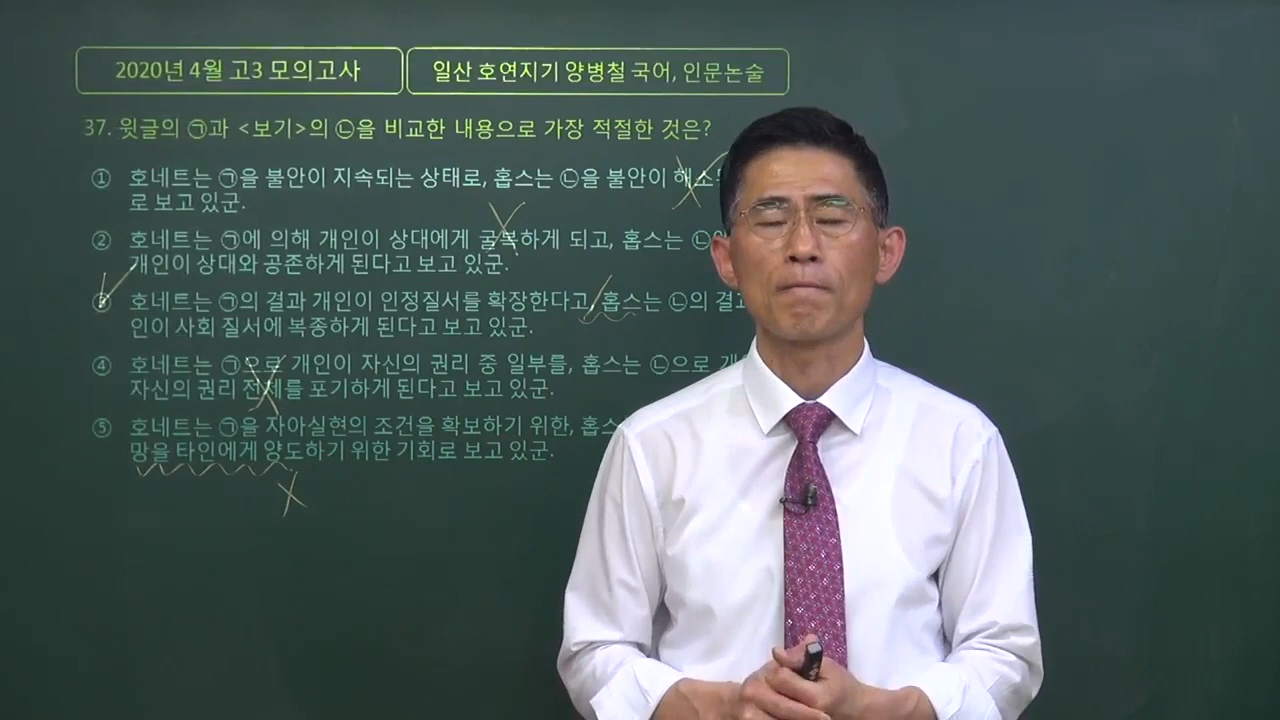 2020년 4월 고3 모의고사
일산 호연지기 양병철 국어, 인문논술
37. 윗글의 ㉠과 <보기>의 ㉡을 비교한 내용으로 가장 적절한 것은?
① 호네트는 ㉠을 불안이 지속되는 상태로, 홉스는 ㉡을 불안이
로 보고 있군.
② 호네트는 ㉠에 의해 개인이 상대에게 굴복하게 되고, 홉스는
개인이 상대와 공존하게 된다고 보고 있군.
③ 호네트는 ㉠의 결과 개인이 인정질서를 확장한다고, 홉스는 ㉡의
인이 사회 질서에 복종하게 된다고 보고 있군.
④ 호네트는 ㉠으로 개인이 자신의 권리 중 일부를, 홉스는 ㉡으로
자신의 권리 전체를 포기하게 된다고 보고 있군.
⑤ 호네트는 ㉠을 자아실현의 조건을 확보하기 위한,
망을 타인에게 양도하기 위한 기회로 보고 있군.